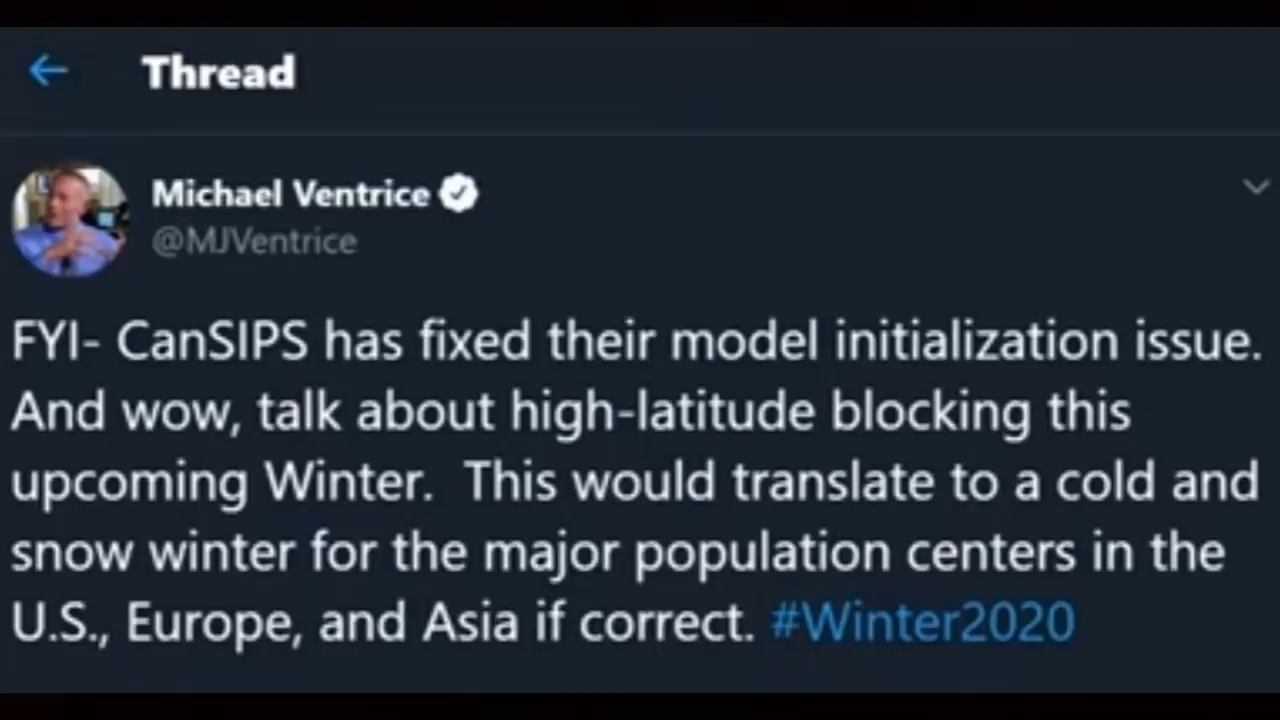 Thread
Michael Ventrice
@MJVentrice
FYI- CanSIPS has fixed their model initialization issue.
And wow, talk about high-latitude blocking this
upcoming Winter.  This would translate to a cold and
snow winter for the major population centers in the
U.S., Europe, and Asia if correct. #Winter2020